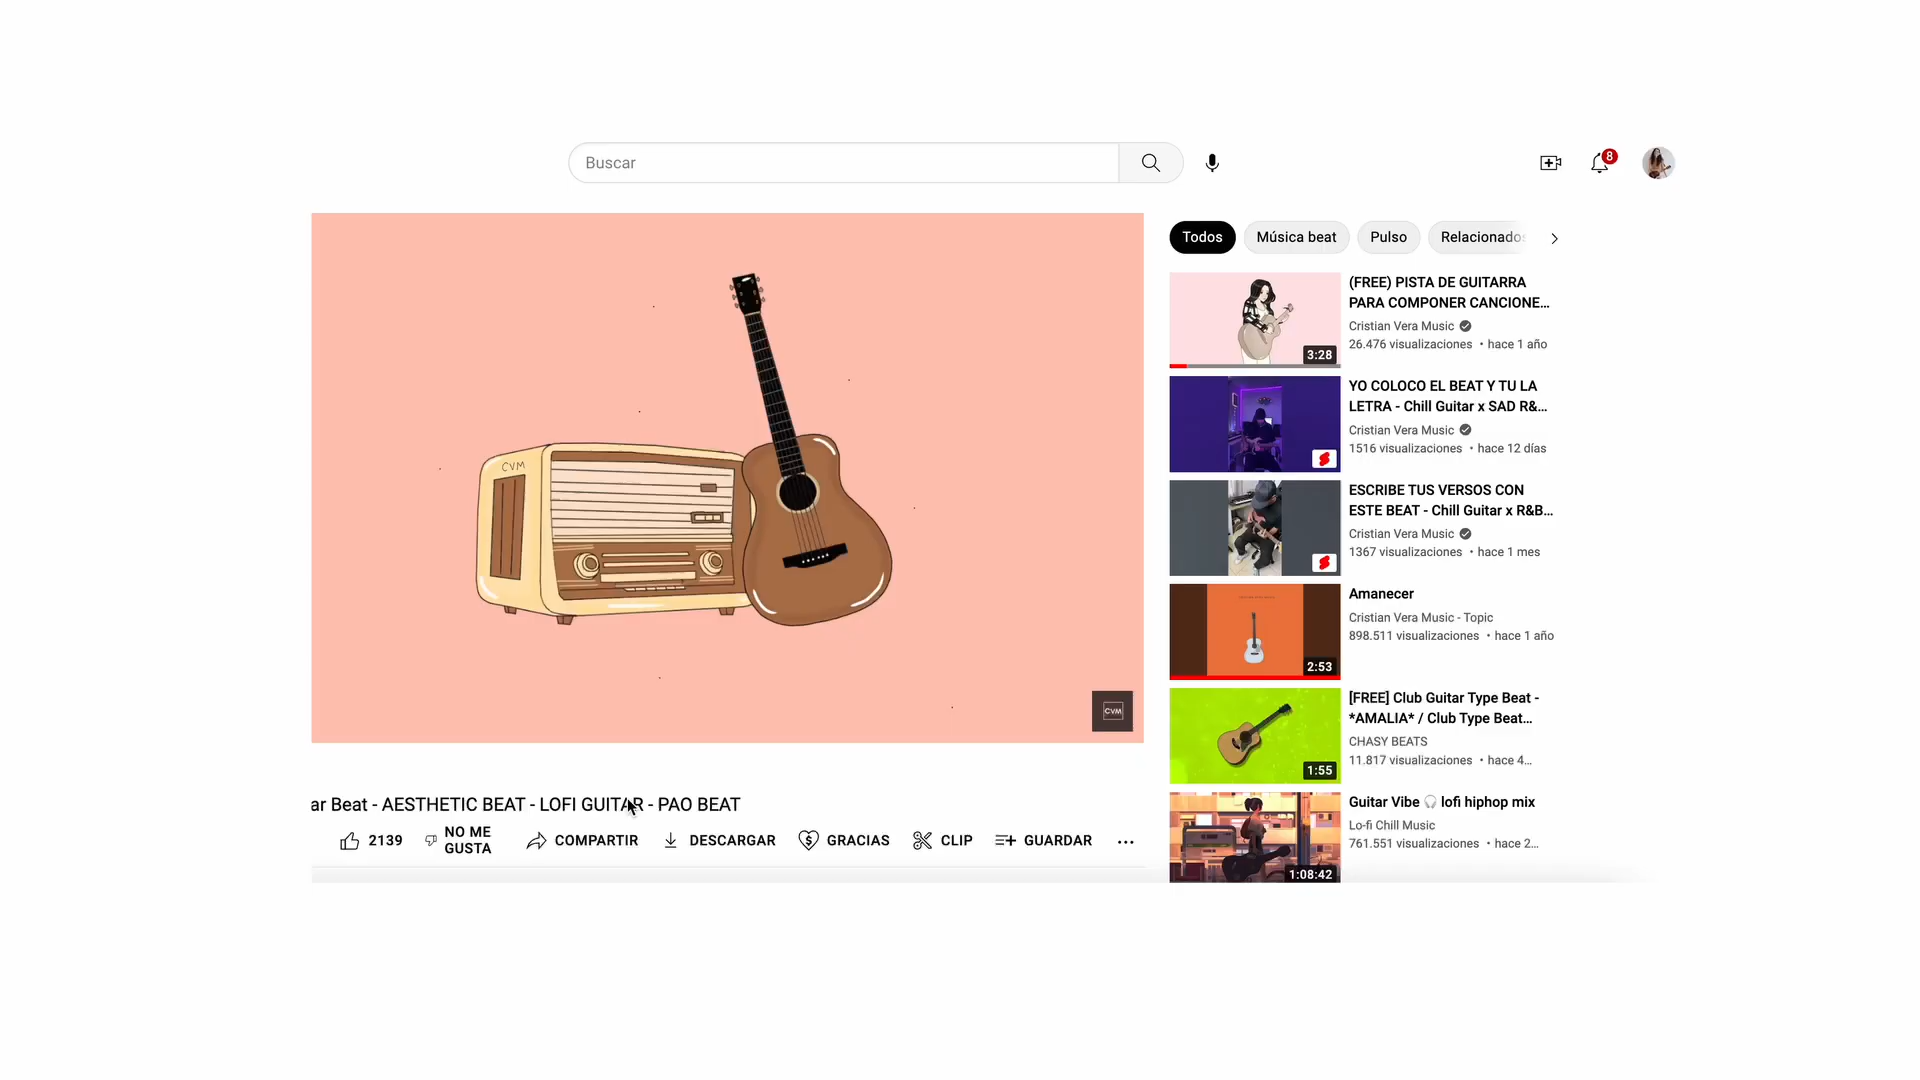 Buscar
8
CVM
CVM
ar Beat - AESTHETIC BEAT - LOFI GUITAR - PAO BEAT
2139
NO ME
GUSTA
COMPARTIR
DESCARGAR
GRACIAS
CLIP
GUARDAR
Todos
Música beat
Pulso
Relacionados
(FREE) PISTA DE GUITARRA
PARA COMPONER CANCIONE...
Cristian Vera Music
26.476 visualizaciones • hace 1 año
3:28
YO COLOCO EL BEAT Y TU LA
LETRA - Chill Guitar x SAD R&...
Cristian Vera Music
1516 visualizaciones • hace 12 días
ESCRIBE TUS VERSOS CON
ESTE BEAT - Chill Guitar x R&B...
Cristian Vera Music
1367 visualizaciones • hace 1 mes
Amanecer
Cristian Vera Music - Topic
898.511 visualizaciones • hace 1 año
2:53
[FREE] Club Guitar Type Beat -
*AMALIA* / Club Type Beat...
CHASY BEATS
11.817 visualizaciones • hace 4...
1:55
Guitar Vibe 🎧 lofi hiphop mix
Lo-fi Chill Music
761.551 visualizaciones • hace 2...
1:08:42